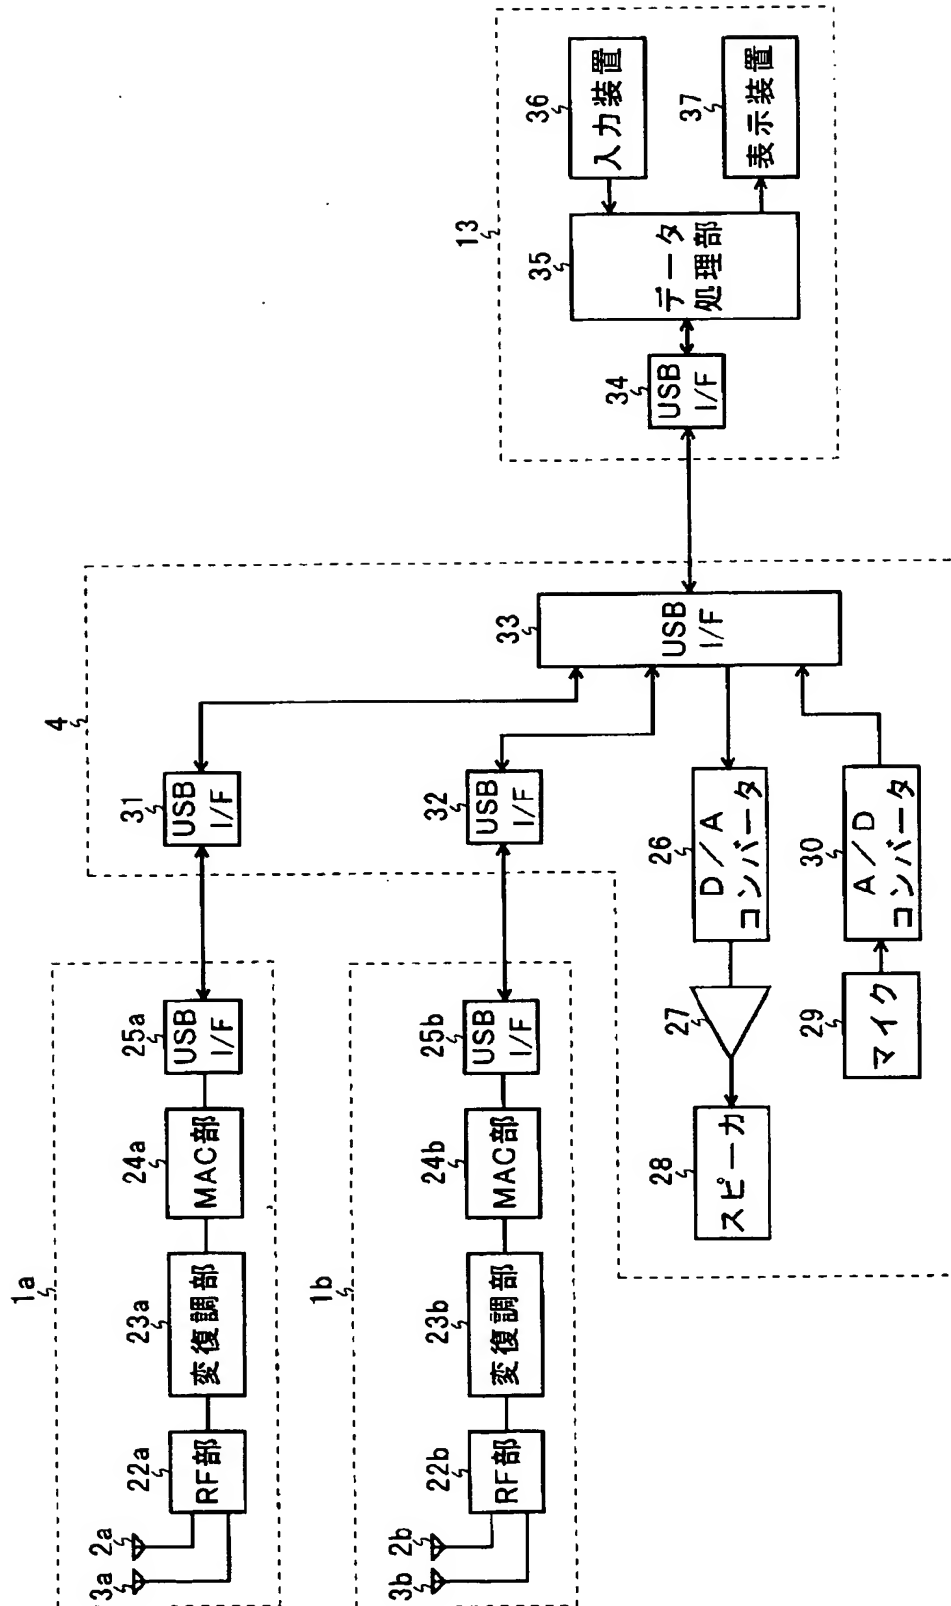 1a
3a
2a
22a
RF部
23a
変復調部
24a
MAC部
25a
USB
I/F
1b
3b
2b
22b
RF部
23b
変復調部
24b
MAC部
25b
USB
I/F
4
31
USB
I/F
32
USB
I/F
33
USB
I/F
26
D/A
コンバータ
27
28
スピーカ
29
マイク
30
A/D
コンバータ
13
34
USB
I/F
35
データ
処理部
36
入力装置
37
表示装置